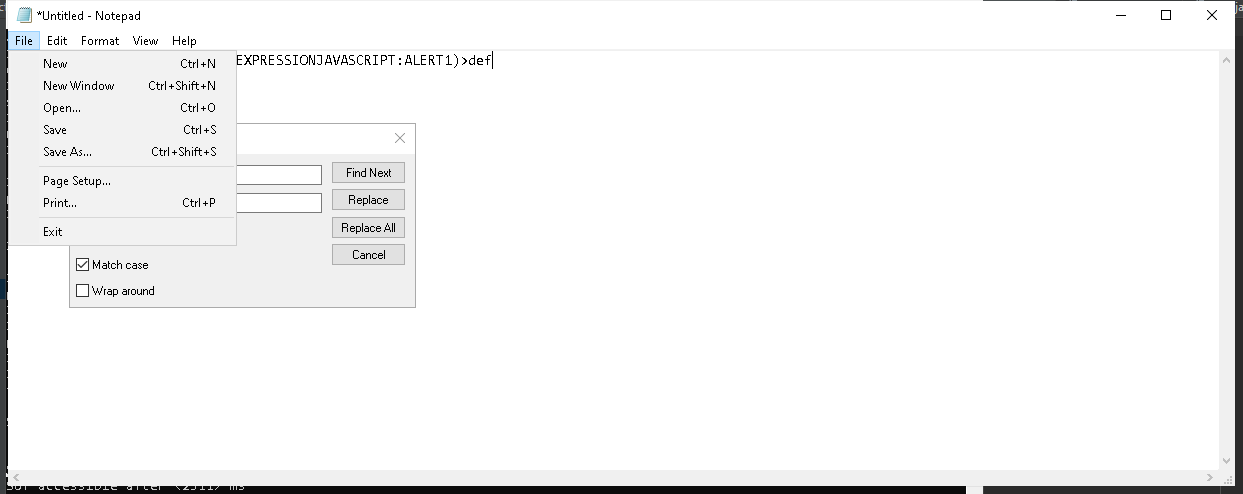 *Untitled - Notepad
File Edit Format View Help
EXPRESSIONJAVASCRIPT:ALERT1)>def
New Ctrl+N
New Window Ctrl+Shift+N
Open... Ctrl+O
Save Ctrl+S
Save As... Ctrl+Shift+S
Page Setup...
Print... Ctrl+P
Exit
Find Next
Replace
Replace All
Cancel
Match case
Wrap around
accessible after <2311> ms